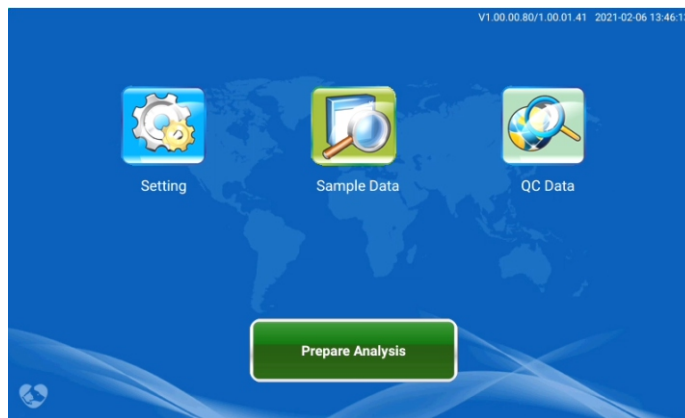 V1.00.00.80/1.00.01.41 2021-02-06 13:46:1
Setting
Sample Data
QC Data
Prepare Analysis